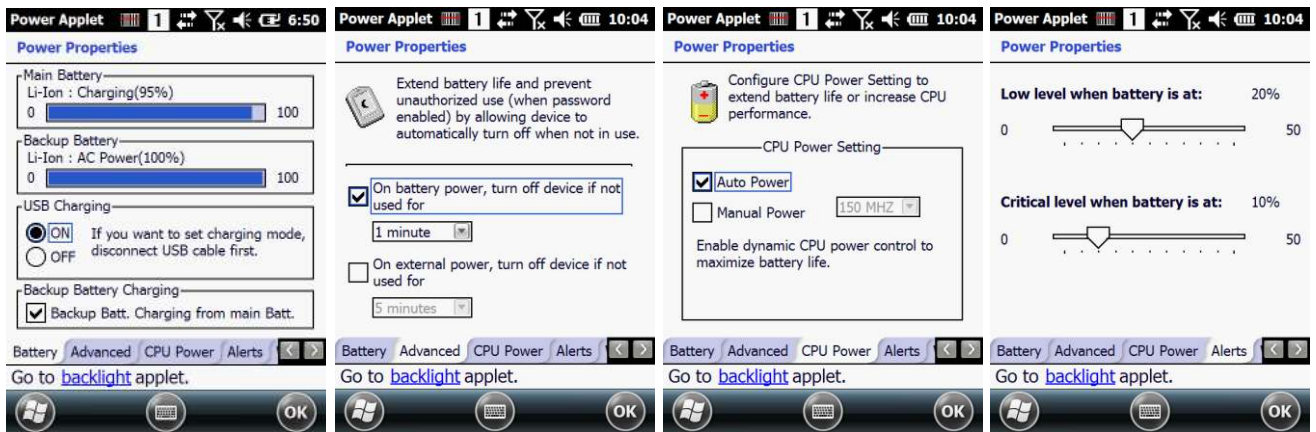 Power Applet 1 6:50
Power Properties
Main Battery
Li-Ion : Charging(95%)
0 100
Backup Battery
Li-Ion : AC Power(100%)
0 100
USB Charging
ON If you want to set charging mode,
OFF disconnect USB cable first.
Backup Battery Charging
Backup Batt. Charging from main Batt.
Battery Advanced CPU Power Alerts
Go to backlight applet.
OK
Power Applet 1 10:04
Power Properties
Extend battery life and prevent
unauthorized use (when password
enabled) by allowing device to
automatically turn off when not in use.
On battery power, turn off device if not
used for
1 minute
On external power, turn off device if not
used for
5 minutes
Battery Advanced CPU Power Alerts
Go to backlight applet.
OK
Power Applet 1 10:04
Power Properties
Configure CPU Power Setting to
extend battery life or increase CPU
performance.
CPU Power Setting
Auto Power
Manual Power 150 MHZ
Enable dynamic CPU power control to
maximize battery life.
Battery Advanced CPU Power Alerts
Go to backlight applet.
OK
Power Applet 1 10:04
Power Properties
Low level when battery is at: 20%
0 50
Critical level when battery is at: 10%
0 50
Battery Advanced CPU Power Alerts
Go to backlight applet.
OK